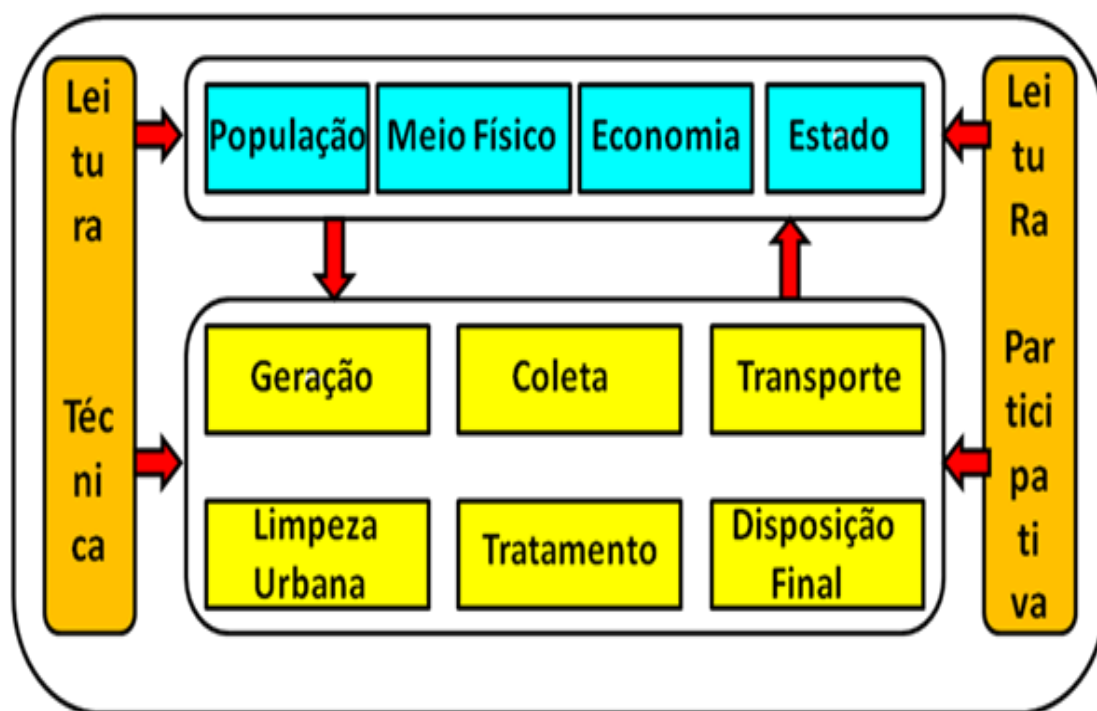 Lei
tu
ra
Téc
ni
ca
População
Meio Físico
Economia
Estado
Geração
Coleta
Transporte
Limpeza
Urbana
Tratamento
Disposição
Final
Lei
tu
Ra
Par
tici
pa
ti
va